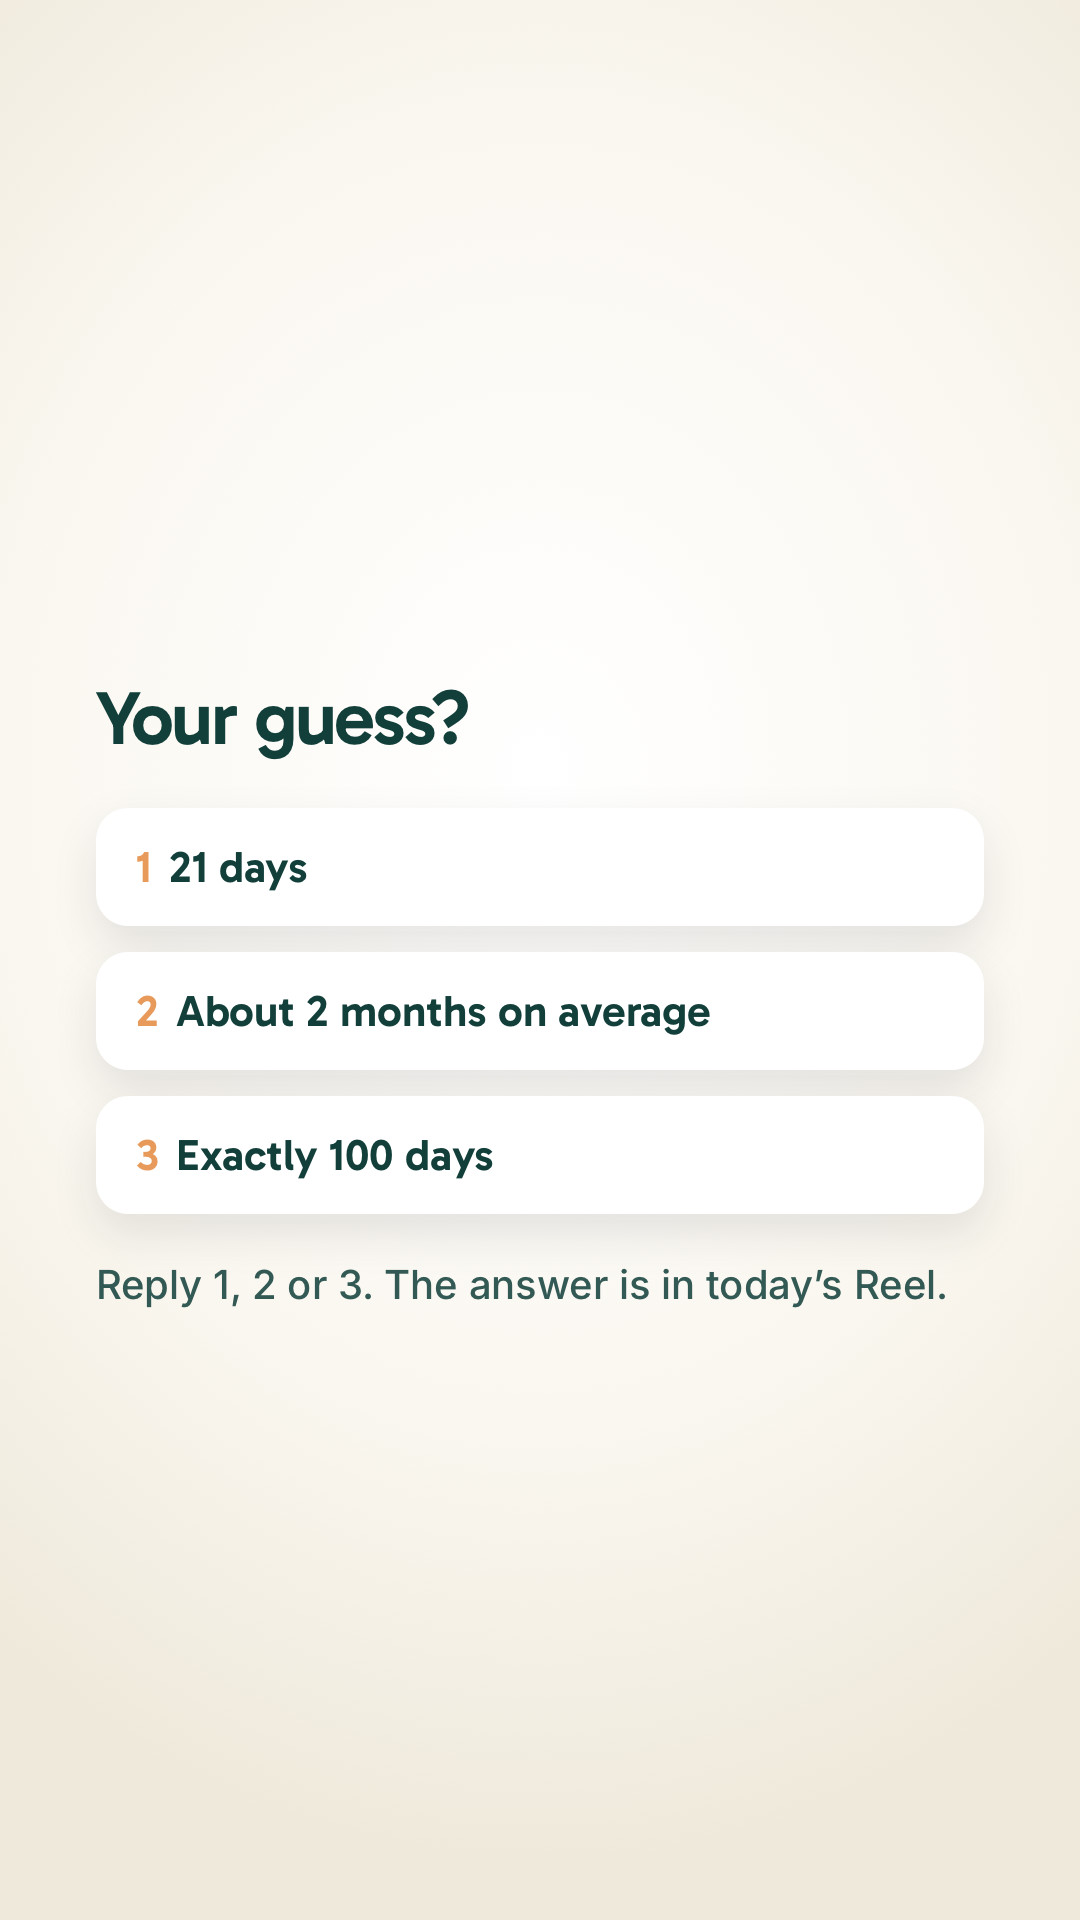 Your guess?
1 21 days
2 About 2 months on average
3 Exactly 100 days
Reply 1, 2 or 3. The answer is in today’s Reel.